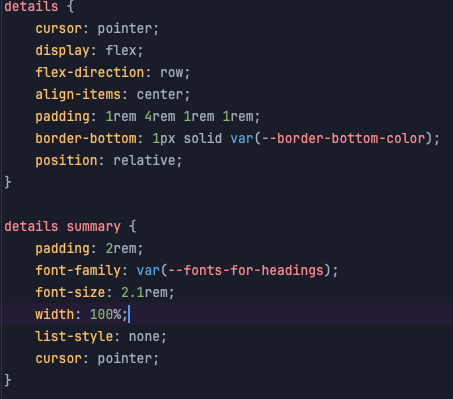 details {
    cursor: pointer;
    display: flex;
    flex-direction: row;
    align-items: center;
    padding: 1rem 4rem 1rem 1rem;
    border-bottom: 1px solid var(--border-bottom-color);
    position: relative;
}

details summary {
    padding: 2rem;
    font-family: var(--fonts-for-headings);
    font-size: 2.1rem;
    width: 100%;
    list-style: none;
    cursor: pointer;
}